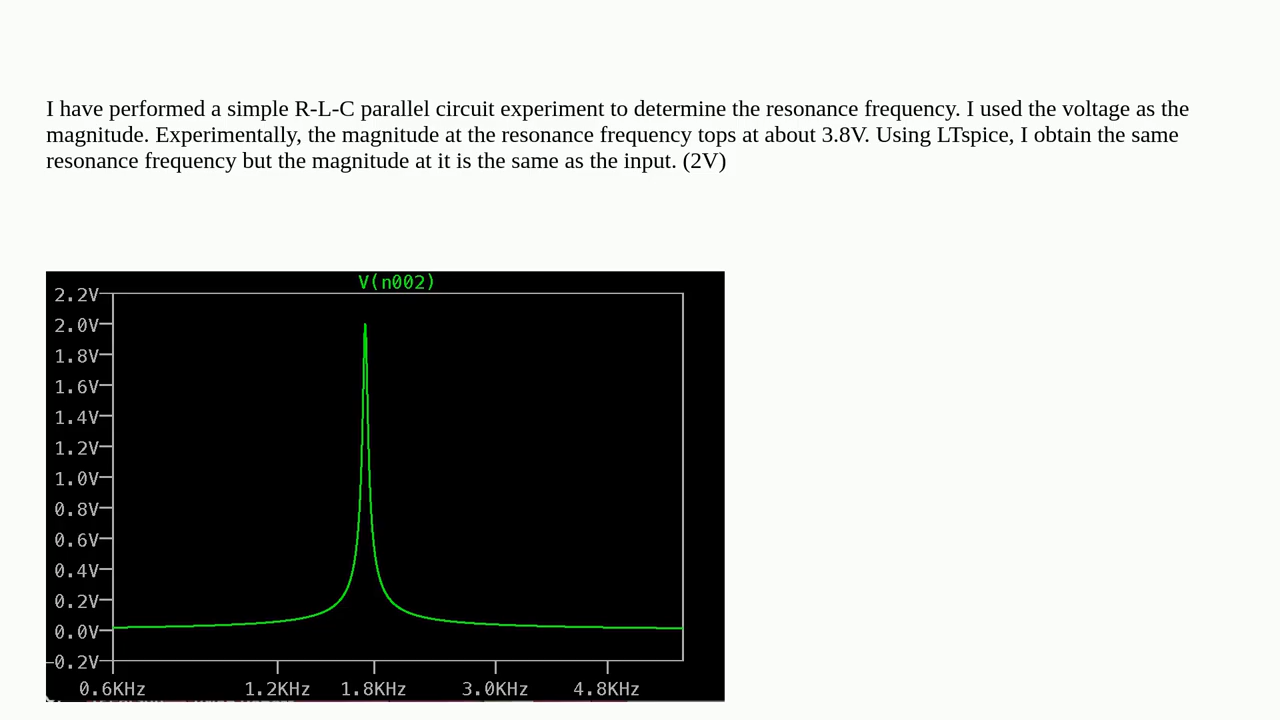 I have performed a simple R-L-C parallel circuit experiment to determine the resonance frequency. I used the voltage as the
magnitude. Experimentally, the magnitude at the resonance frequency tops at about 3.8V. Using LTspice, I obtain the same
resonance frequency but the magnitude at it is the same as the input. (2V)
V(n002)
2.2V
2.0V
1.8V
1.6V
1.4V
1.2V
1.0V
0.8V
0.6V
0.4V
0.2V
0.0V
-0.2V
0.6KHz 1.2KHz 1.8KHz 3.0KHz 4.8KHz